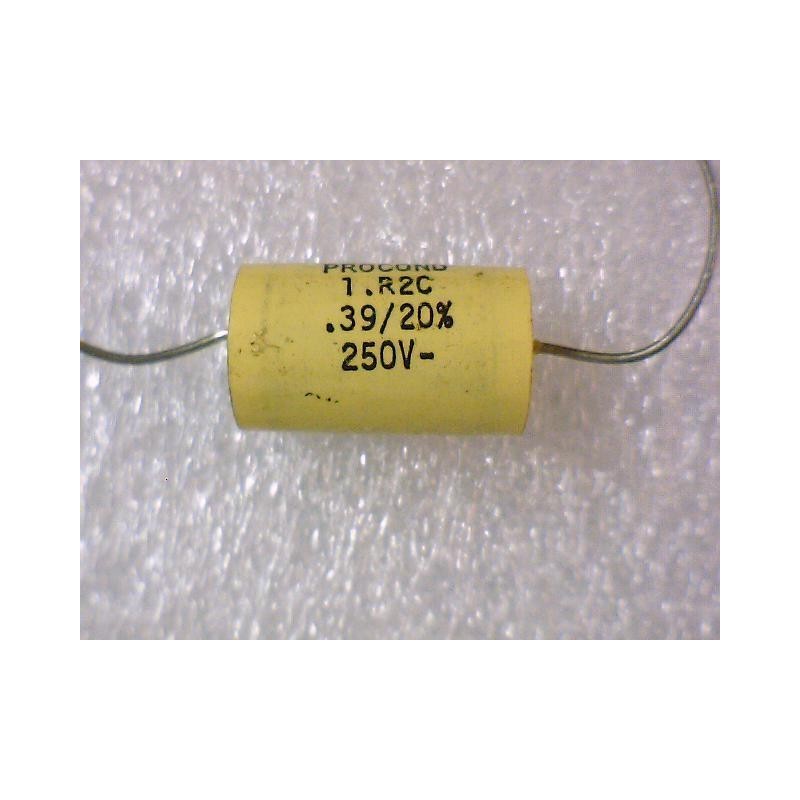 PROCOND
1.R2C
.39/20%
250V-